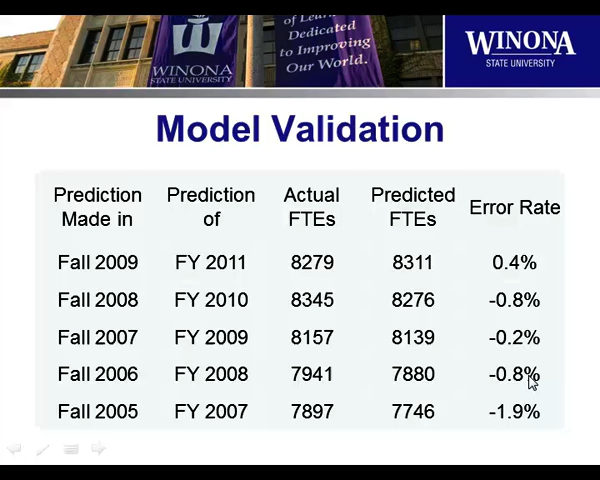 of Learn
Dedicated
to Improving
Our World.
WINONA
STATE UNIVERSITY
WINONA
STATE UNIVERSITY
Model Validation
Prediction Made in Prediction of Actual FTEs Predicted FTEs Error Rate
Fall 2009 FY 2011 8279 8311 0.4%
Fall 2008 FY 2010 8345 8276 -0.8%
Fall 2007 FY 2009 8157 8139 -0.2%
Fall 2006 FY 2008 7941 7880 -0.8%
Fall 2005 FY 2007 7897 7746 -1.9%